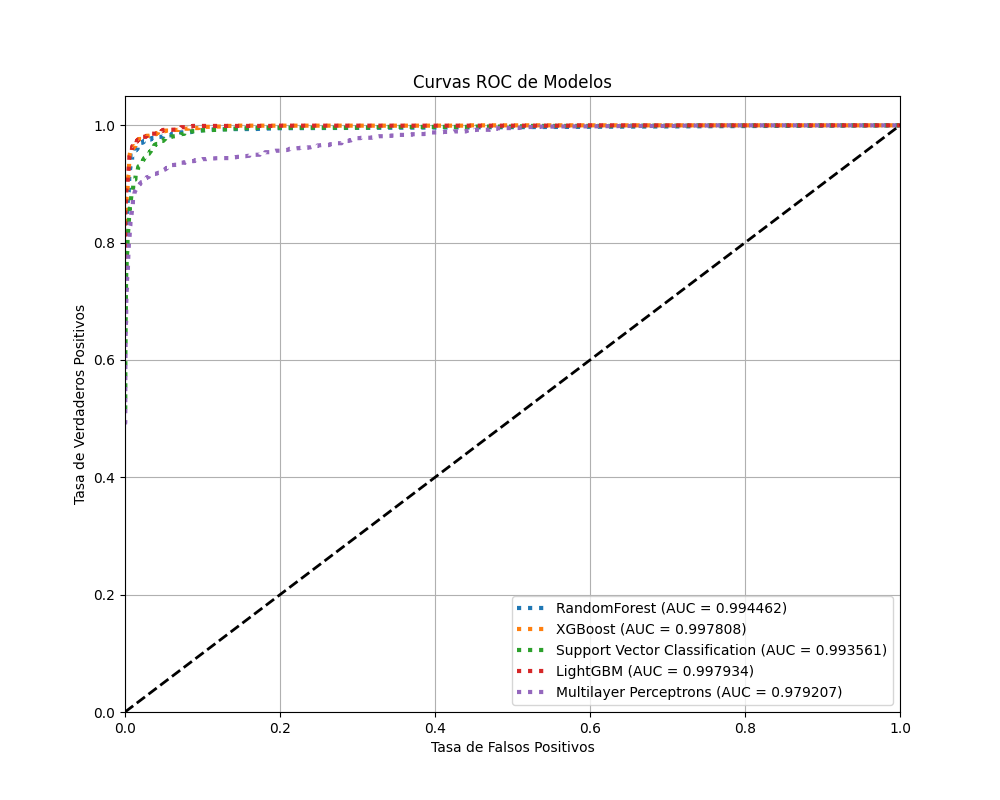 Curvas ROC de Modelos
Tasa de Verdaderos Positivos
1.0
0.8
0.6
0.4
0.2
0.0
RandomForest (AUC = 0.994462)
XGBoost (AUC = 0.997808)
Support Vector Classification (AUC = 0.993561)
LightGBM (AUC = 0.997934)
Multilayer Perceptrons (AUC = 0.979207)
0.0 0.2 0.4 0.6 0.8 1.0
Tasa de Falsos Positivos